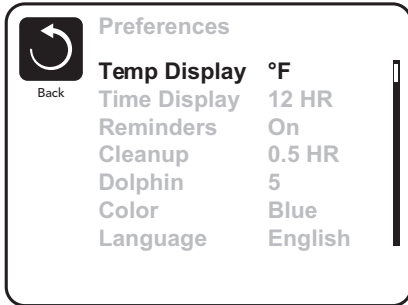 Preferences
Back
Temp Display °F
Time Display 12 HR
Reminders On
Cleanup 0.5 HR
Dolphin 5
Color Blue
Language English